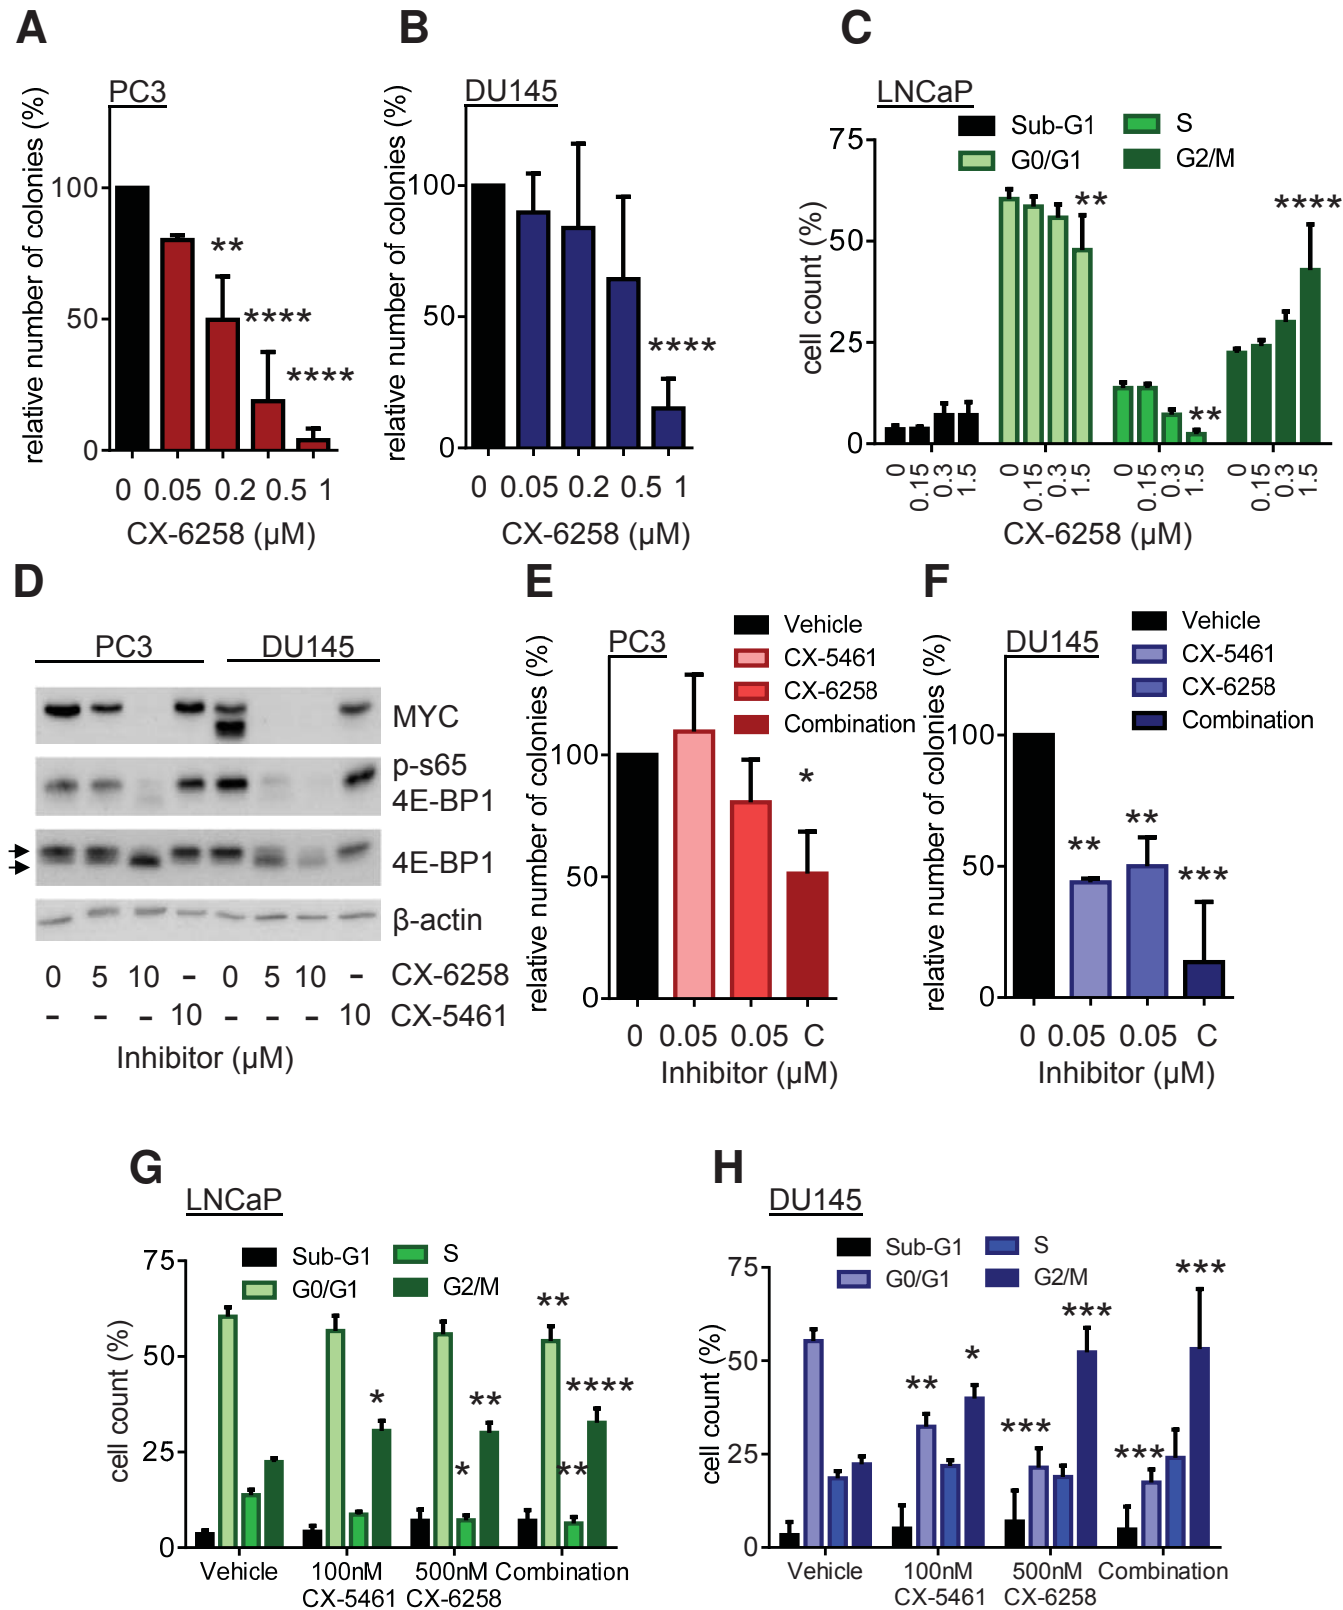 A
PC3
relative number of colonies (%)
100
50
0
**
****
****
0 0.05 0.2 0.5 1
CX-6258 (μM)
B
DU145
relative number of colonies (%)
100
50
0
****
0 0.05 0.2 0.5 1
CX-6258 (μM)
C
LNCaP
Sub-G1
G0/G1
S
G2/M
cell count (%)
75
50
25
0
**
**
****
0 0.15 0.3 1.5 0 0.15 0.3 1.5 0 0.15 0.3 1.5 0 0.15 0.3 1.5
CX-6258 (μM)
D
PC3 DU145
MYC
p-s65
4E-BP1
4E-BP1
β-actin
0 5 10 – 0 5 10 – CX-6258
– – – 10 – – – 10 CX-5461
Inhibitor (μM)
E
PC3
Vehicle
CX-5461
CX-6258
Combination
relative number of colonies (%)
100
50
0
*
0 0.05 0.05 C
Inhibitor (μM)
F
DU145
Vehicle
CX-5461
CX-6258
Combination
relative number of colonies (%)
100
50
0
**
**
***
0 0.05 0.05 C
Inhibitor (μM)
G
LNCaP
Sub-G1
G0/G1
S
G2/M
cell count (%)
75
50
25
0
*
*
**
**
**
****
Vehicle 100nM 500nM Combination
CX-5461 CX-6258
H
DU145
Sub-G1
G0/G1
S
G2/M
cell count (%)
75
50
25
0
**
*
***
***
***
***
Vehicle 100nM 500nM Combination
CX-5461 CX-6258